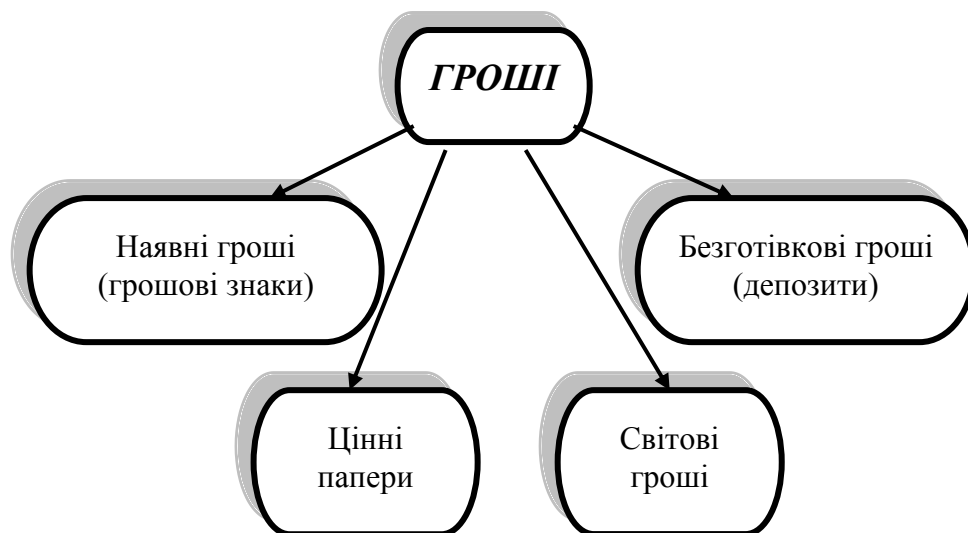 ГРОШІ
Наявні гроші
(грошові знаки)
Безготівкові гроші
(депозити)
Цінні
папери
Світові
гроші